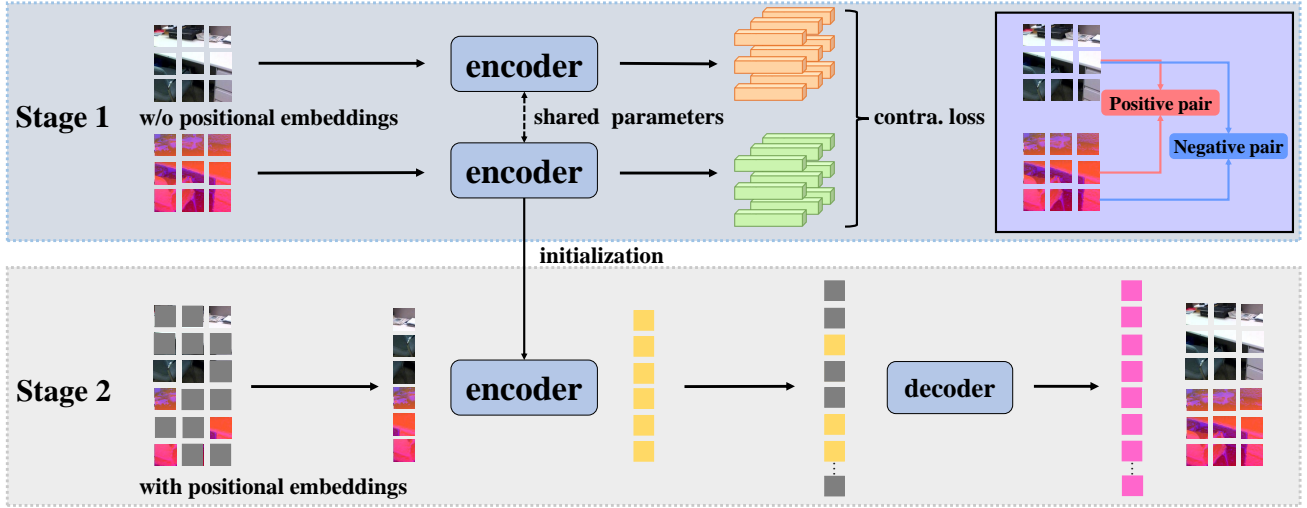 Stage 1
encoder
w/o positional embeddings
shared parameters
encoder
contra. loss
Positive pair
Negative pair
initialization
Stage 2
encoder
decoder
with positional embeddings